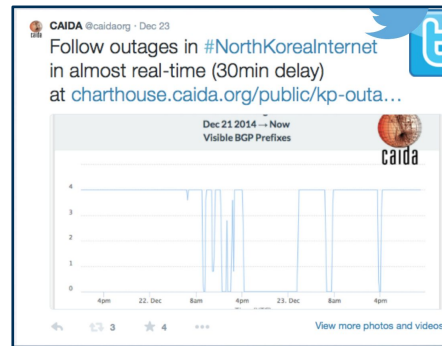 CAIDA @caidaorg · Dec 23
Follow outages in #NorthKoreaInternet
in almost real-time (30min delay)
at charthouse.caida.org/public/kp-outa…
Dec 21 2014 → Now
Visible BGP Prefixes
caida
4
3
2
1
0
4pm 22. Dec 8am 4pm 23. Dec 8am 4pm
3 4 View more photos and videos